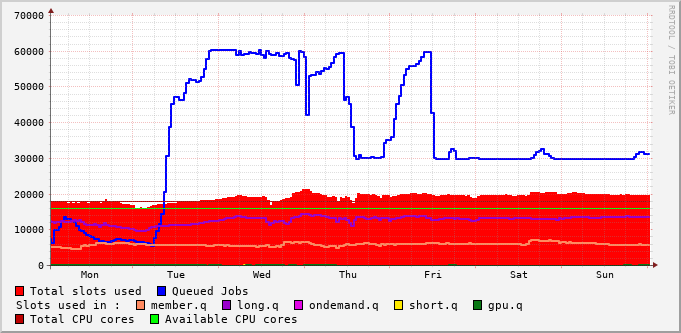 70000
60000
50000
40000
30000
20000
10000
0
Mon Tue Wed Thu Fri Sat Sun
RRDTOOL / TOBI OETIKER
Total slots used Queued Jobs
Slots used in : member.q long.q ondemand.q short.q gpu.q
Total CPU cores Available CPU cores